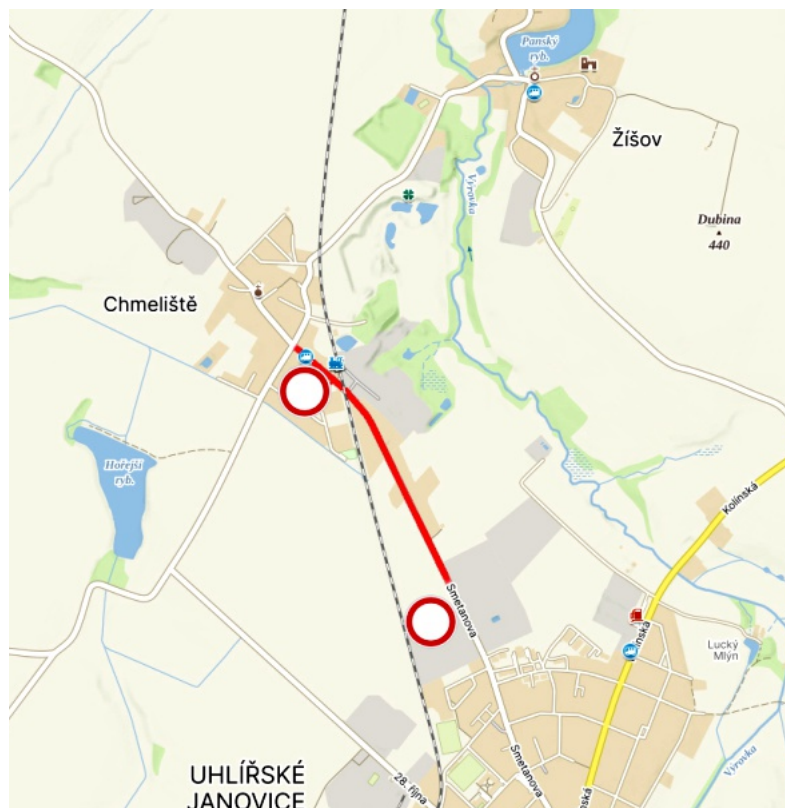 Panský
ryb.
Žíšov
Výrovka
Dubina
440
Chmeliště
Hořejší
ryb.
Kolínská
Smetanova
Lucký
Mlýn
Smetanova
UHLÍŘSKÉ
JANOVICE
28. října
Výrovka